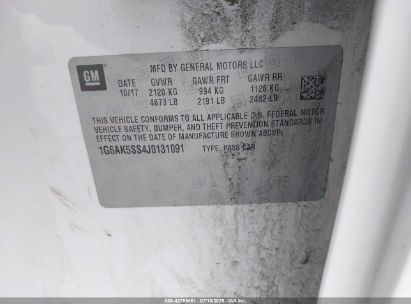 GM
MFD BY GENERAL MOTORS LLC
DATE GVWR GAWR FRT GAWR RR
10/17 2120 KG 994 KG 1126 KG
4673 LB 2191 LB 2482 LB
THIS VEHICLE CONFORMS TO ALL APPLICABLE U.S. FEDERAL MOTOR
VEHICLE SAFETY, BUMPER, AND THEFT PREVENTION STANDARDS
IN EFFECT ON THE DATE OF MANUFACTURE SHOWN ABOVE.
1G6AK5SS4J0131091 TYPE: PASS CAR